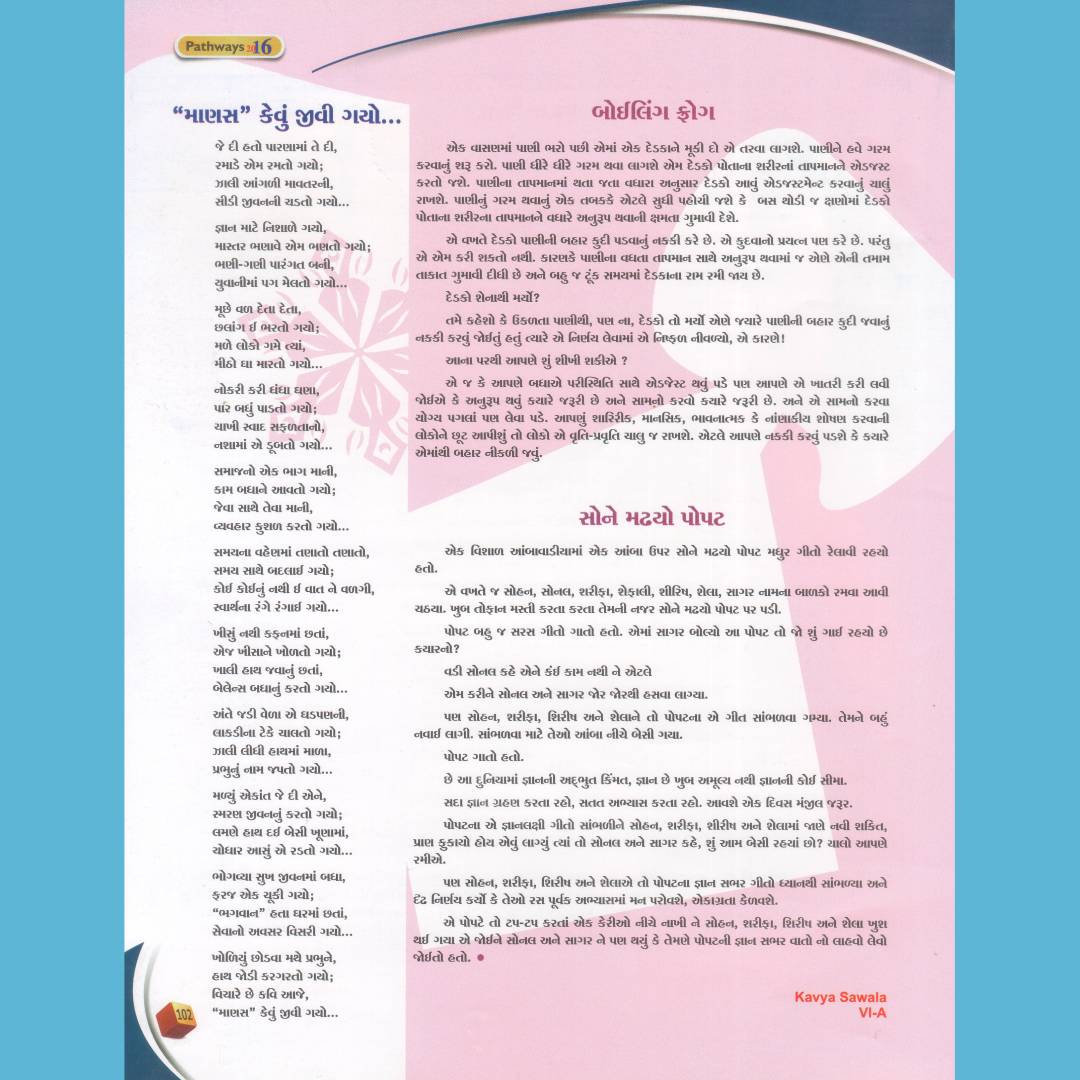 Pathways 2016
“માણસ” કેવું જીવી ગયો...
જે દી હતો પારણામાં તે દી,
રમાડે એમ રમતો ગયો;
ઝાલી આંગળી માવતરની,
સીડી જીવનની ચડતો ગયો...
જ્ઞાન માટે નિશાળે ગયો,
માસ્તર ભણાવે એમ ભણતો ગયો;
ભણી-ગણી પારંગત બની,
યુવાનીમાં પગ મેલતો ગયો...
મૂછે વળ દેતા દેતા,
છલાંગ ઈ ભરતો ગયો;
મળે લોકો ગમે ત્યાં,
મીઠો ઘા મારતો ગયો...
નોકરી કરી ધંધા ઘણા,
પાર બધું પાડતો ગયો;
ચાખી સ્વાદ સફળતાનો,
નશામાં એ ડૂબતો ગયો...
સમાજનો એક ભાગ માની,
કામ બધાને આવતો ગયો;
જેવા સાથે તેવા માની,
વ્યવહાર કુશળ કરતો ગયો...
સમયના વહેણમાં તણાતો તણાતો,
સમય સાથે બદલાઈ ગયો;
કોઈ કોઈનું નથી ઈ વાત ને વળગી,
સ્વાર્થના રંગે રંગાઈ ગયો...
ખીસું નથી કફનમાં છતાં,
એજ ખીસાને ખોળતો ગયો;
ખાલી હાથ જવાનું છતાં,
બેલેન્સ બધાનું કરતો ગયો...
અંતે જડી વેળા એ ઘડપણની,
લાકડીના ટેકે ચાલતો ગયો;
ઝાલી લીધી હાથમાં માળા,
પ્રભુનું નામ જપતો ગયો...
મળ્યું એકાંત જે દી એને,
સ્મરણ જીવનનું કરતો ગયો;
લમણે હાથ દઈ બેસી ખૂણામાં,
ચોધાર આસું એ રડતો ગયો...
ભોગવ્યા સુખ જીવનમાં બધા,
ફરજ એક ચૂકી ગયો;
“ભગવાન” હતા ઘરમાં છતાં,
સેવાનો અવસર વિસરી ગયો...
ખોળિયું છોડવા મથે પ્રભુને,
હાથ જોડી કરગરતો ગયો;
વિચારે છે કવિ આજે,
“માણસ” કેવું જીવી ગયો...
બોઈલિંગ ફ્રોગ
એક વાસણમાં પાણી ભરો પછી એમાં એક દેડકાને મૂકી દો એ તરવા લાગશે. પાણીને હવે ગરમ
કરવાનું શરૂ કરો. પાણી ધીરે ધીરે ગરમ થવા લાગશે એમ દેડકો પોતાના શરીરનાં તાપમાનને એડજસ્ટ
કરતો જશે. પાણીના તાપમાનમાં થતા જતા વધારા અનુસાર દેડકો આવું એડજસ્ટમેન્ટ કરવાનું ચાલું
રાખશે. પાણીનું ગરમ થવાનું એક તબક્કે એટલે સુધી પહોચી જશે કે બસ થોડી જ ક્ષણોમાં દેડકો
પોતાના શરીરના તાપમાનને વધારે અનુરૂપ થવાની ક્ષમતા ગુમાવી દેશે.
એ વખતે દેડકો પાણીની બહાર કુદી પડવાનું નક્કી કરે છે. એ કુદવાનો પ્રયત્ન પણ કરે છે. પરંતુ
એ એમ કરી શકતો નથી. કારણકે પાણીના વધતા તાપમાન સાથે અનુરૂપ થવામાં જ એણે એની તમામ
તાકાત ગુમાવી દીધી છે અને બહુ જ ટૂંક સમયમાં દેડકાના રામ રમી જાય છે.
દેડકો શેનાથી મર્યો?
તમે કહેશો કે ઉકળતા પાણીથી, પણ ના, દેડકો તો મર્યો એણે જ્યારે પાણીની બહાર કુદી જવાનું
નક્કી કરવું જોઈતું હતું ત્યારે એ નિર્ણય લેવામાં એ નિષ્ફળ નીવળ્યો, એ કારણે!
આના પરથી આપણે શું શીખી શકીએ ?
એ જ કે આપણે બધાએ પરીસ્થિતિ સાથે એડજેસ્ટ થવું પડે પણ આપણે એ ખાતરી કરી લવી
જોઈએ કે અનુરૂપ થવું કયારે જરૂરી છે અને સામનો કરવો કયારે જરૂરી છે. અને એ સામનો કરવા
યોગ્ય પગલાં પણ લેવા પડે. આપણું શારિરીક, માનસિક, ભાવનાત્મક કે નાંણાકીય શોષણ કરવાની
લોકોને છૂટ આપીશું તો લોકો એ વૃતિ-પ્રવૃતિ ચાલુ જ રાખશે. એટલે આપણે નક્કી કરવું પડશે કે કયારે
એમાંથી બહાર નીકળી જવું.
સોને મઢયો પોપટ
એક વિશાળ આંબાવાડીયામાં એક આંબા ઉપર સોને મઢયો પોપટ મધુર ગીતો રેલાવી રહયો
હતો.
એ વખતે જ સોહન, સોનલ, શરીફા, શેફાલી, શીરિષ, શેલા, સાગર નામના બાળકો રમવા આવી
ચઠયા. ખુબ તોફાન મસ્તી કરતા કરતા તેમની નજર સોને મઢયો પોપટ પર પડી.
પોપટ બહુ જ સરસ ગીતો ગાતો હતો. એમાં સાગર બોલ્યો આ પોપટ તો જો શું ગાઈ રહયો છે
કયારનો?
વડી સોનલ કહે એને કંઈ કામ નથી ને એટલે
એમ કરીને સોનલ અને સાગર જોર જોરથી હસવા લાગ્યા.
પણ સોહન, શરીફા, શિરીષ અને શેલાને તો પોપટના એ ગીત સાંભળવા ગમ્યા. તેમને બહું
નવાઈ લાગી. સાંભળવા માટે તેઓ આંબા નીચે બેસી ગયા.
પોપટ ગાતો હતો.
છે આ દુનિયામાં જ્ઞાનની અદ્ભુત કિંમત, જ્ઞાન છે ખુબ અમૂલ્ય નથી જ્ઞાનની કોઈ સીમા.
સદા જ્ઞાન ગ્રહણ કરતા રહો, સતત અભ્યાસ કરતા રહો. આવશે એક દિવસ મંજીલ જરૂર.
પોપટના એ જ્ઞાનલક્ષી ગીતો સાંભળીને સોહન, શરીફા, શીરીષ અને શેલામાં જાણે નવી શકિત,
પ્રાણ ફુકાયો હોય એવું લાગ્યું ત્યાં તો સોનલ અને સાગર કહે, શું આમ બેસી રહયાં છો? ચાલો આપણે
રમીએ.
પણ સોહન, શરીફા, શિરીષ અને શેલાએ તો પોપટના જ્ઞાન સભર ગીતો ધ્યાનથી સાંભળ્યા અને
દૃઢ નિર્ણય કર્યો કે તેઓ રસ પૂર્વક અભ્યાસમાં મન પરોવશે, એકાગ્રતા કેળવશે.
એ પોપટે તો ટપ-ટપ કરતાં એક કેરીઓ નીચે નાખી ને સોહન, શરીફા, શિરીષ અને શેલા ખુશ
થઈ ગયા એ જોઈને સોનલ અને સાગર ને પણ થયું કે તેમણે પોપટની જ્ઞાન સભર વાતો નો લાહવો લેવો
જોઈતો હતો.
Kavya Sawala
VI-A
102